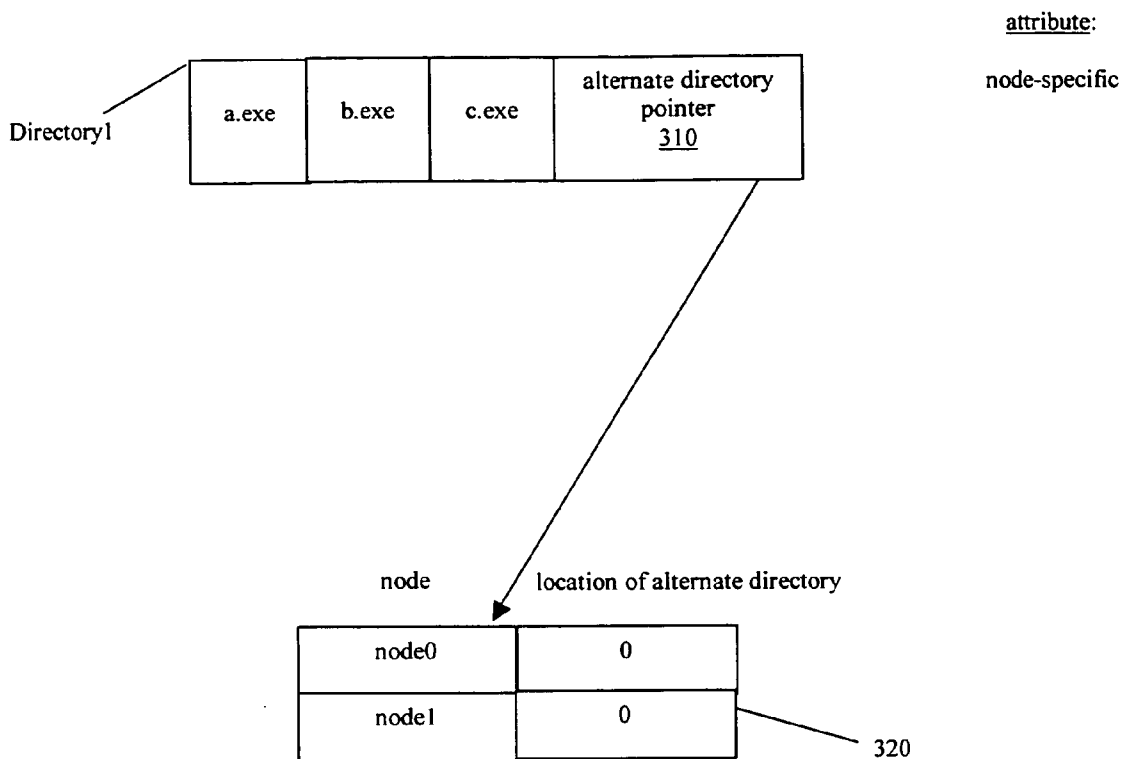 attribute:
node-specific
Directory1
a.exe
b.exe
c.exe
alternate directory
pointer
310
node
location of alternate directory
node0
0
node1
0
320